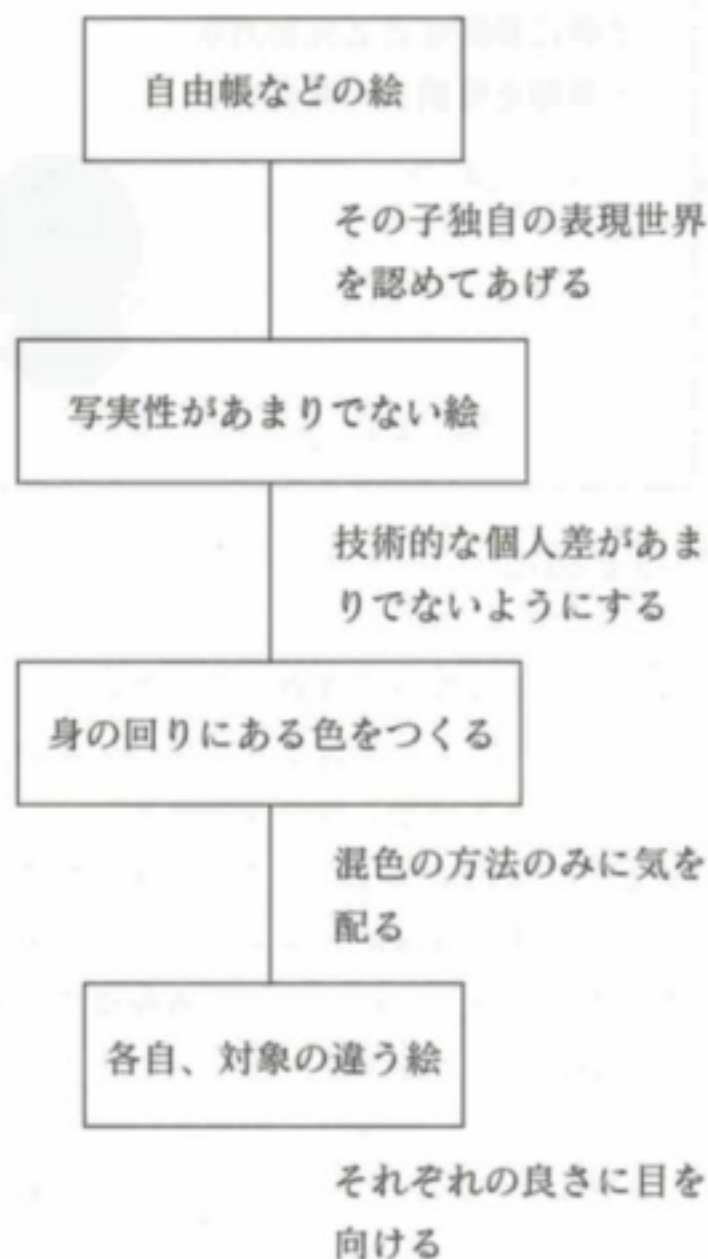 自由帳などの絵
その子独自の表現世界
を認めてあげる
写実性があまりでない絵
技術的な個人差があま
りでないようにする
身の回りにある色をつくる
混色の方法のみに気を
配る
各自、対象の違う絵
それぞれの良さに目を
向ける